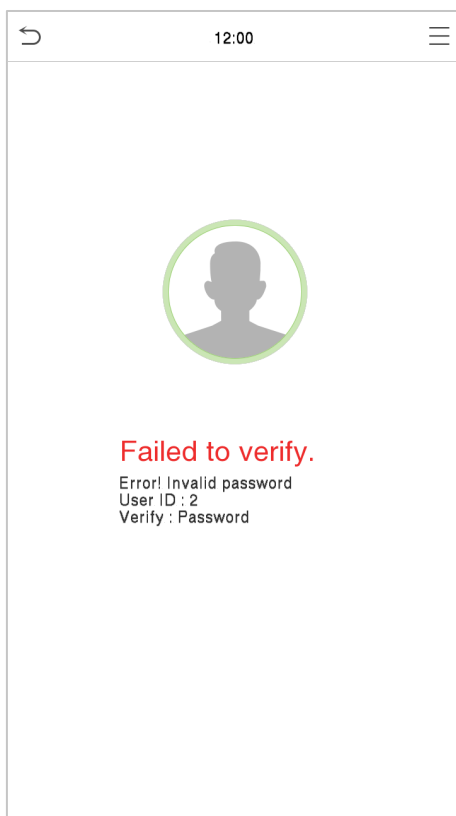 12:00
Failed to verify.
Error! Invalid password
User ID : 2
Verify : Password